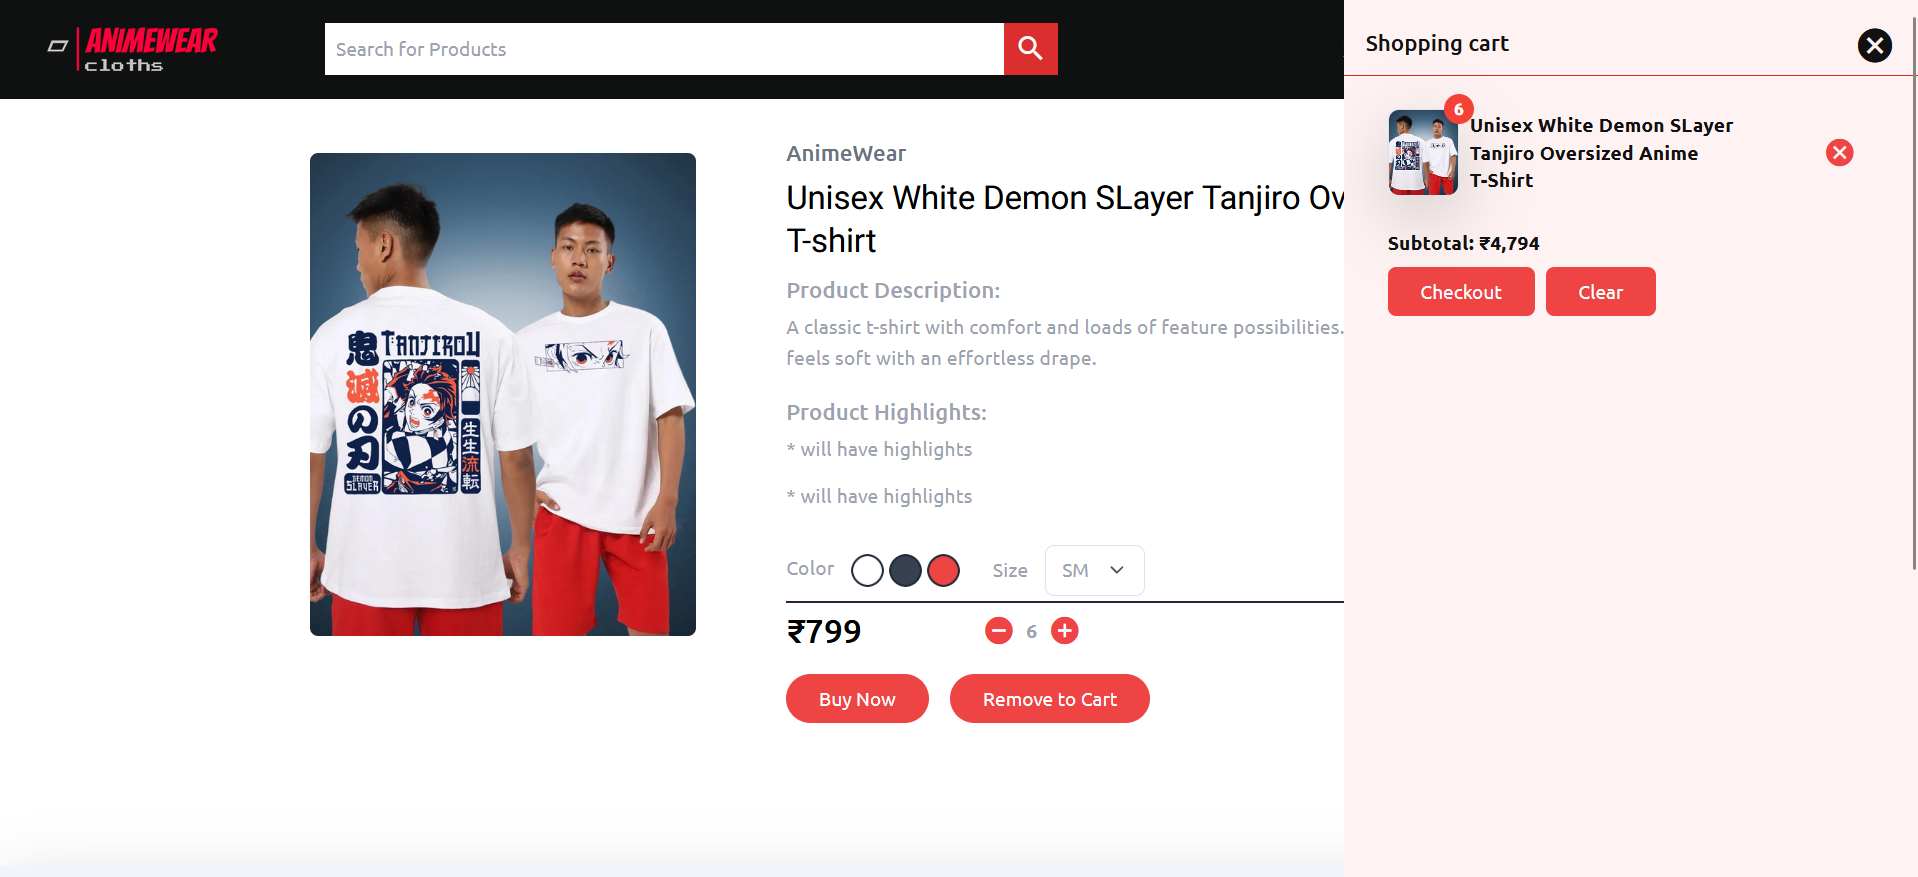 ANIMEWEAR
cloths
Search for Products
AnimeWear
Unisex White Demon SLayer Tanjiro Ov
T-shirt
Product Description:
A classic t-shirt with comfort and loads of feature possibilities.
feels soft with an effortless drape.
Product Highlights:
* will have highlights
* will have highlights
Color
Size
SM
₹799
6
Buy Now
Remove to Cart
鬼
滅
の
刃
DEMON
SLAYER
TANJIROU
生
生
流
転
Shopping cart
6
Unisex White Demon SLayer
Tanjiro Oversized Anime
T-Shirt
Subtotal: ₹4,794
Checkout
Clear